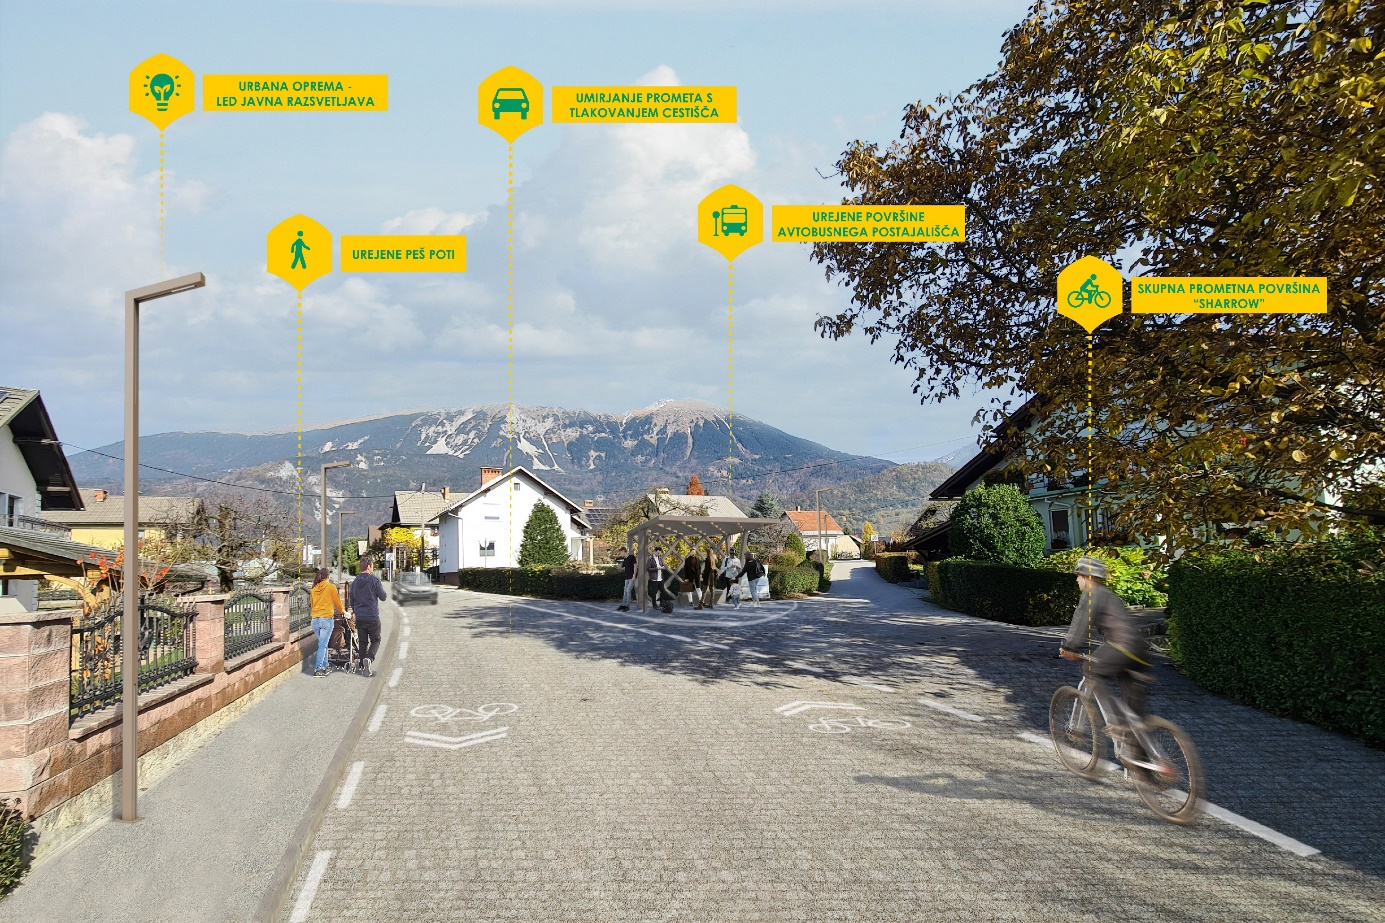 URBANA OPREMA -
LED JAVNA RAZSVETLJAVA
UMIRJANJE PROMETA S
TLAKOVANJEM CESTIŠČA
UREJENE POVRŠINE
AVTOBUSNEGA POSTAJALIŠČA
UREJENE PEŠ POTI
SKUPNA PROMETNA POVRŠINA
“SHARROW”